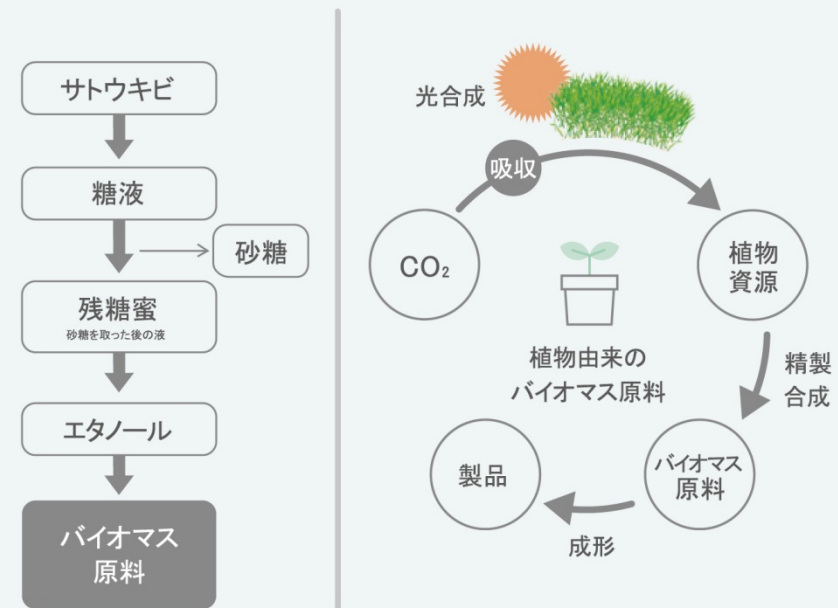 サトウキビ
糖液
砂糖
残糖蜜
砂糖を取った後の液
エタノール
バイオマス
原料
光合成
吸収
CO₂
植物
資源
植物由来の
バイオマス原料
精製
合成
バイオマス
原料
成形
製品